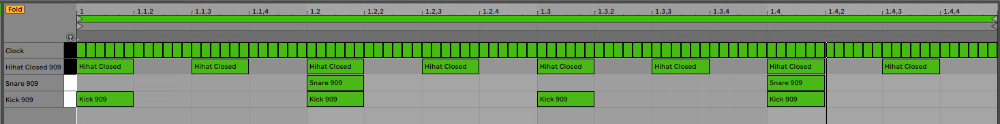 Fold
1 1.1,2 1.1,3 1.1,4 1.2 1.2,2 1.2,3 1.2,4 1.3 1.3,2 1.3,3 1.3,4 1.4 1.4,2 1.4,3 1.4,4
Clock
Hihat Closed 909 Hihat Closed Hihat Closed Hihat Closed Hihat Closed Hihat Closed Hihat Closed Hihat Closed Hihat Closed
Snare 909 Snare 909 Snare 909
Kick 909 Kick 909 Kick 909 Kick 909 Kick 909